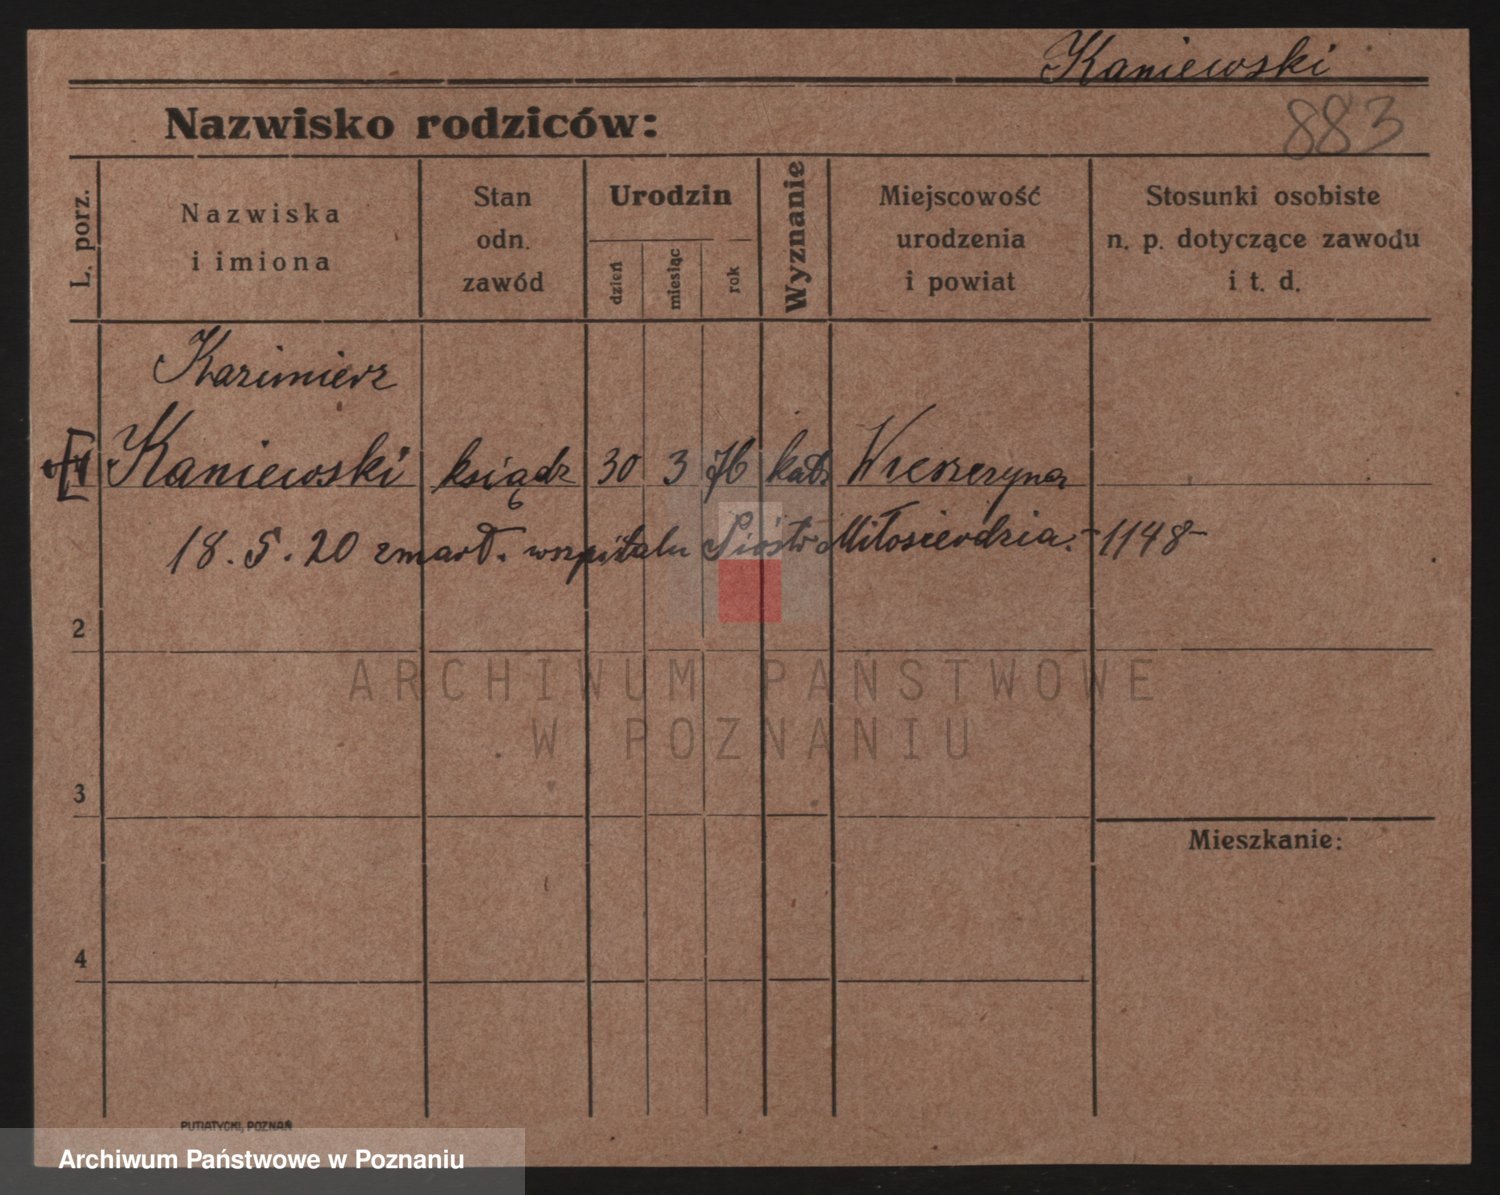 Kaniewski
Nazwisko rodziców:
883
L. porz.
Nazwiska
i imiona
Stan
odn.
zawód
Urodzin
dzień
miesiąc
rok
Wyznanie
Miejscowość
urodzenia
i powiat
Stosunki osobiste
n. p. dotyczące zawodu
i t. d.
Kazimierz
1 Kaniewski ksiądz 30 3 76 kat.
18.5.20 zmarł. w szpitalu Sióstr Miłosierdzia.-1148-
2
ARCHIWUM PAŃSTWOWE
W POZNANIU
3
Mieszkanie:
4
PUTIATYCKI, POZNAŃ
Archiwum Państwowe w Poznaniu